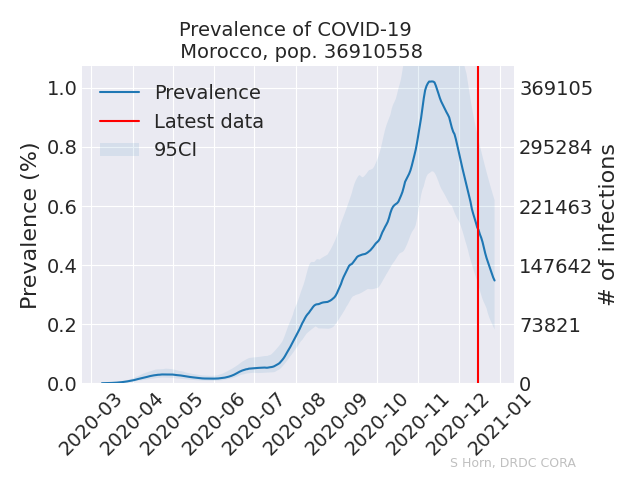 Prevalence of COVID-19
Morocco, pop. 36910558
Prevalence
Latest data
95CI
Prevalence (%)
1.0
0.8
0.6
0.4
0.2
0.0
369105
295284
221463
147642
73821
0
# of infections
2020-03
2020-04
2020-05
2020-06
2020-07
2020-08
2020-09
2020-10
2020-11
2020-12
2021-01
S Horn, DRDC CORA